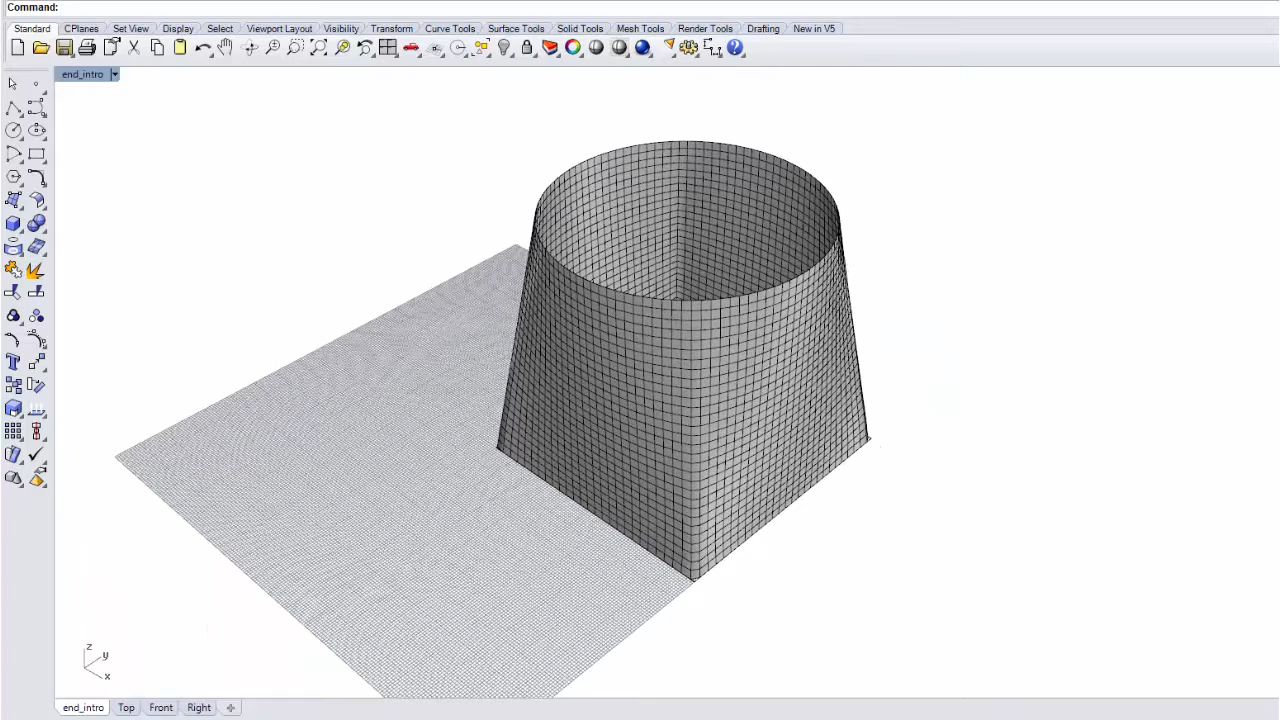 Command:
Standard CPlanes Set View Display Select Viewport Layout Visibility Transform Curve Tools Surface Tools Solid Tools Mesh Tools Render Tools Drafting New in V5
end_intro
z
y
x
end_intro Top Front Right